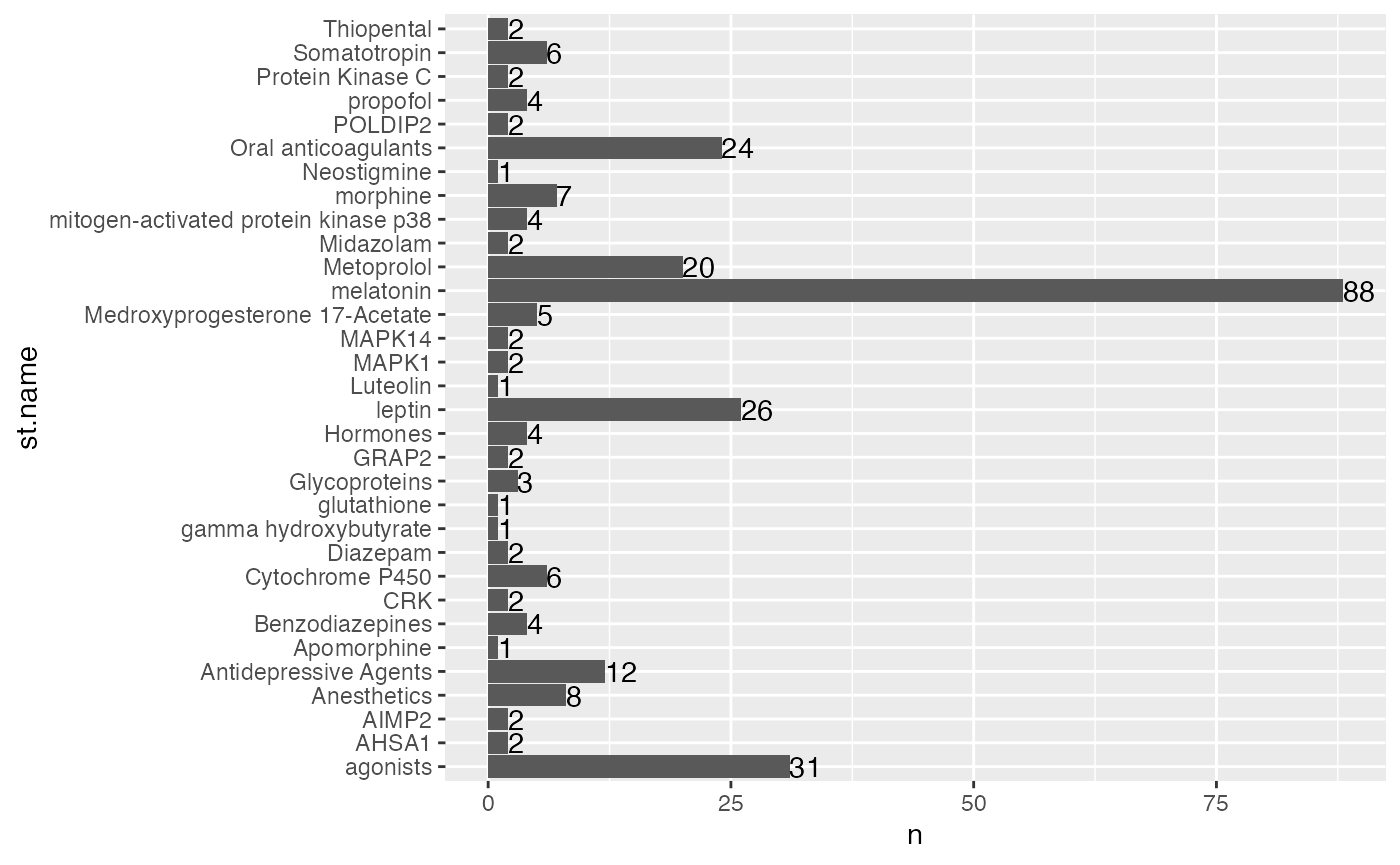 Thiopental 2
Somatotropin 6
Protein Kinase C 2
propofol 4
POLDIP2 2
Oral anticoagulants 24
Neostigmine 1
morphine 7
mitogen-activated protein kinase p38 4
Midazolam 2
Metoprolol 20
melatonin 88
Medroxyprogesterone 17-Acetate 5
MAPK14 2
MAPK1 2
Luteolin 1
leptin 26
Hormones 4
GRAP2 2
Glycoproteins 3
glutathione 1
gamma hydroxybutyrate 1
Diazepam 2
Cytochrome P450 6
CRK 2
Benzodiazepines 4
Apomorphine 1
Antidepressive Agents 12
Anesthetics 8
AIMP2 2
AHSA1 2
agonists 31
st.name
0 25 50 75
n